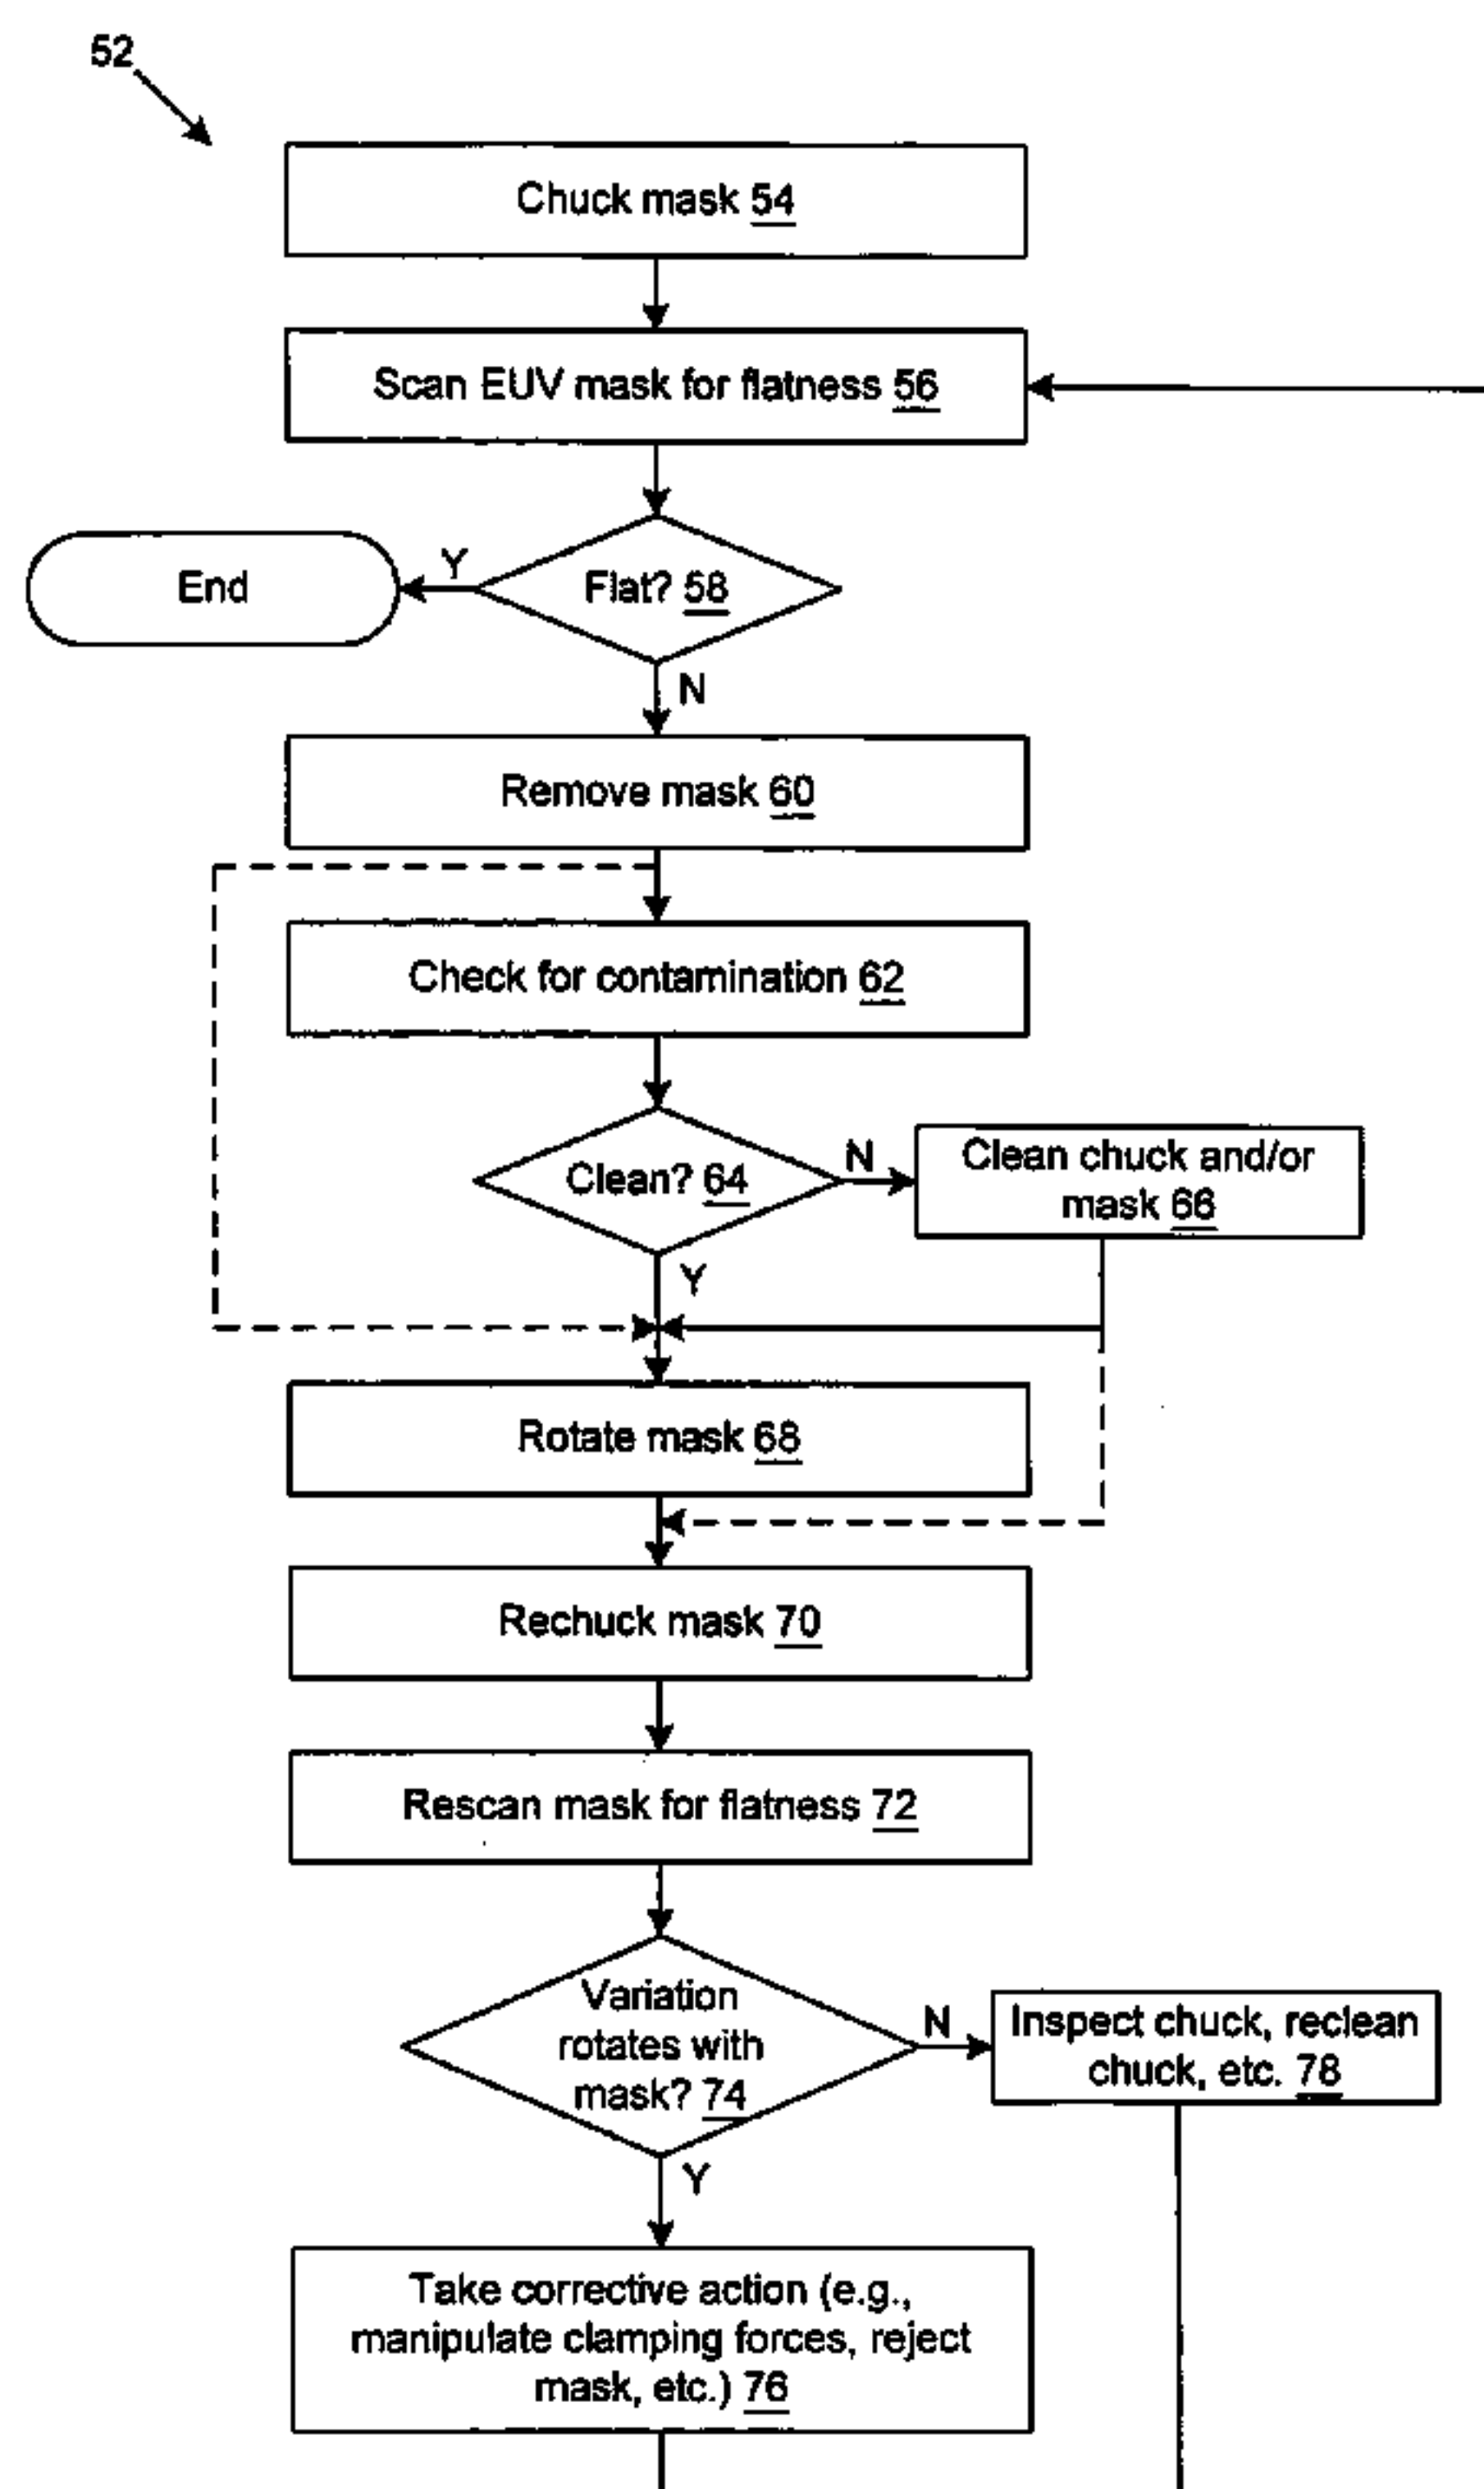 52
Chuck mask 54
Scan EUV mask for flatness 56
End
Y
Flat? 58
N
Remove mask 60
Check for contamination 62
Clean? 64
N
Clean chuck and/or
mask 66
Y
Rotate mask 68
Rechuck mask 70
Rescan mask for flatness 72
Variation
rotates with
mask? 74
N
Inspect chuck, reclean
chuck, etc. 78
Y
Take corrective action (e.g.,
manipulate clamping forces, reject
mask, etc.) 76